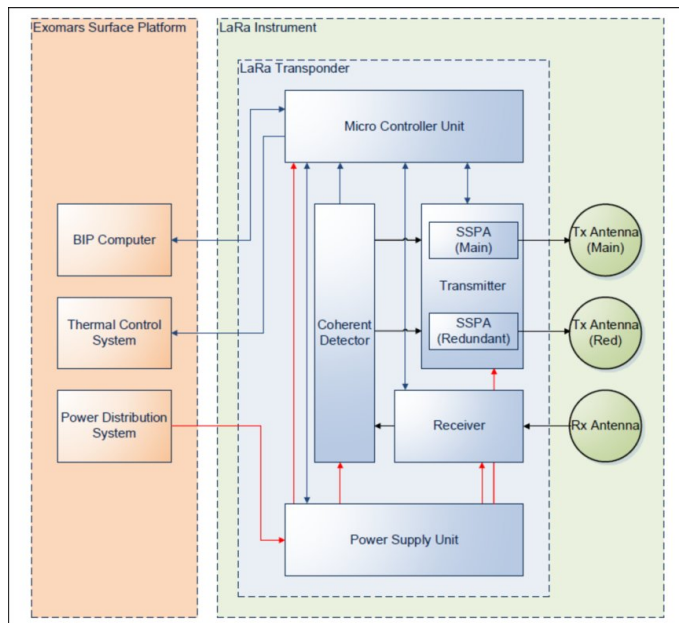 Exomars Surface Platform
LaRa Instrument
LaRa Transponder
Micro Controller Unit
BIP Computer
SSPA
(Main)
Tx Antenna
(Main)
Transmitter
Thermal Control
System
Coherent
Detector
SSPA
(Redundant)
Tx Antenna
(Red)
Power Distribution
System
Receiver
Rx Antenna
Power Supply Unit